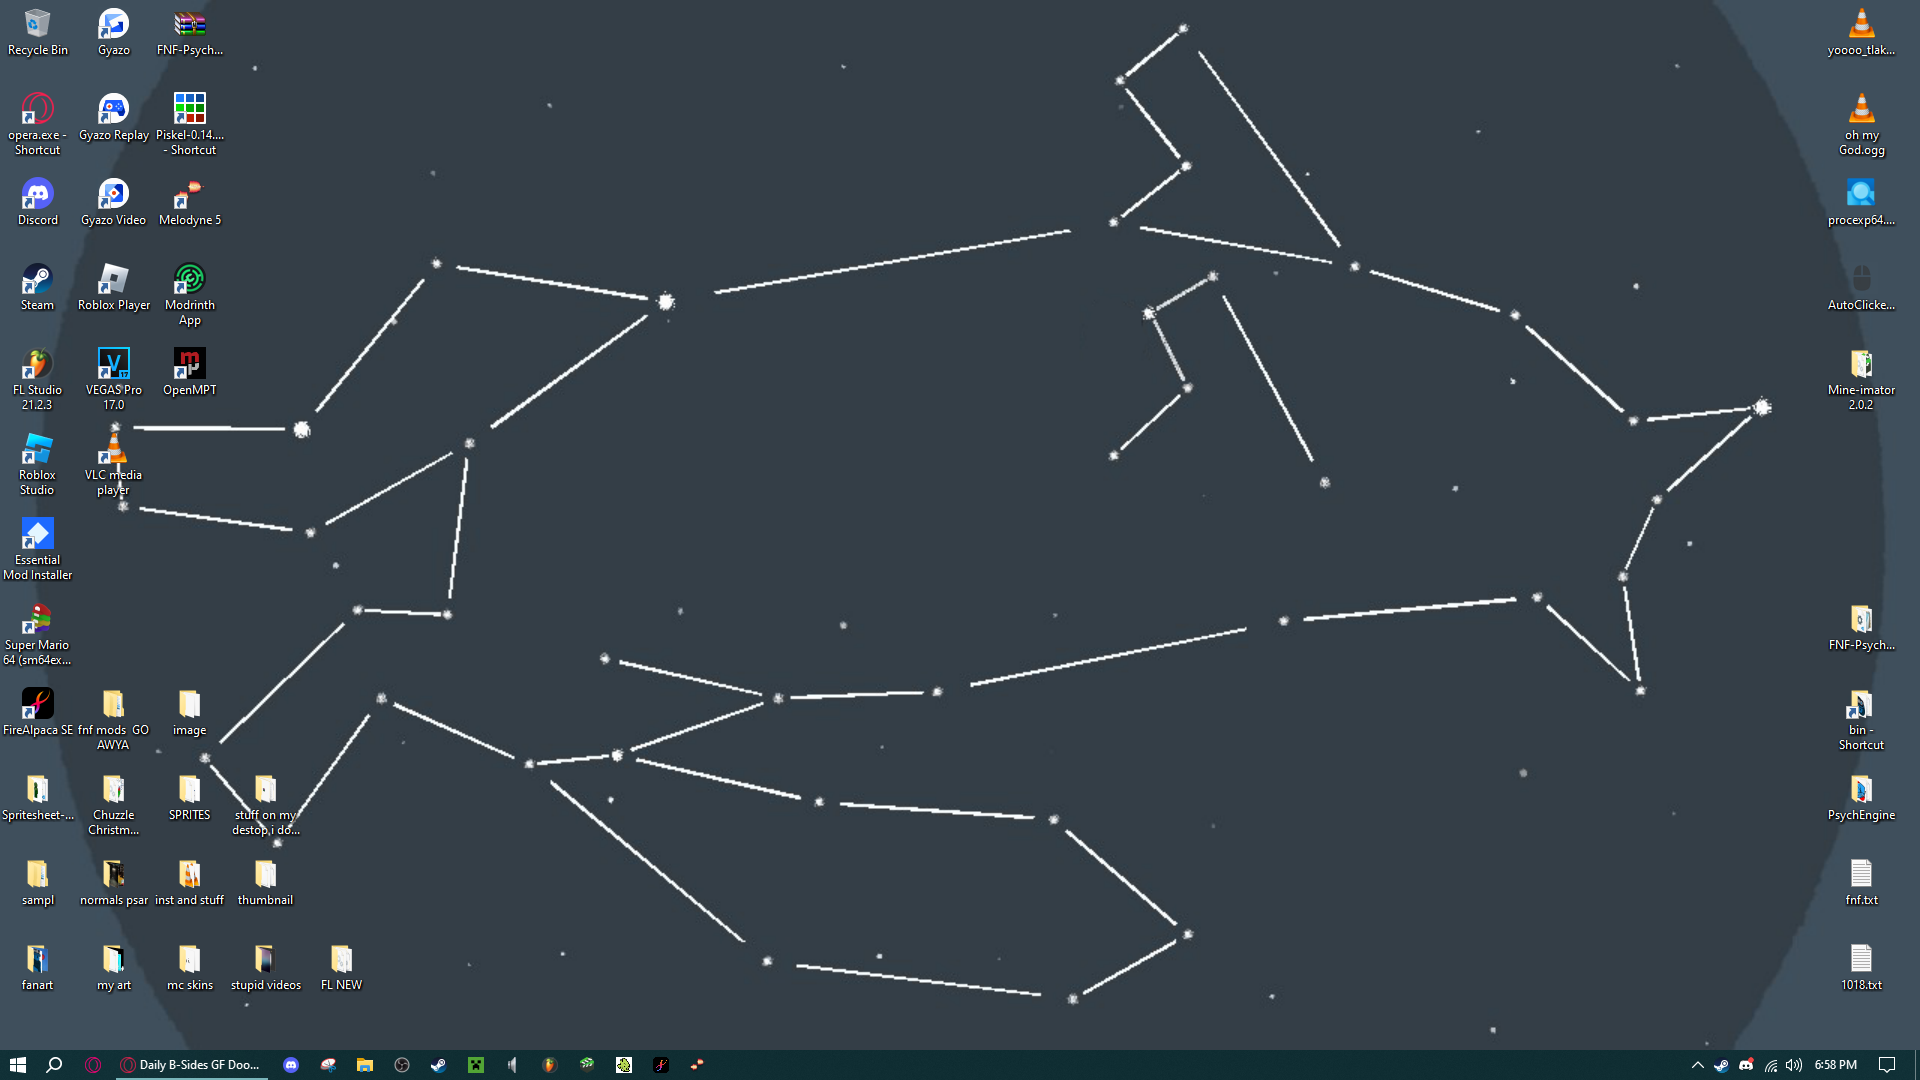 Recycle Bin
Gyazo
FNF-Psych...
opera.exe -
Shortcut
Gyazo Replay
Piskel-0.14....
- Shortcut
Discord
Gyazo Video
Melodyne 5
Steam
Roblox Player
Modrinth
App
FL Studio
21.2.3
VEGAS Pro
17.0
OpenMPT
Roblox
Studio
VLC media
player
Essential
Mod Installer
Super Mario
64 (sm64ex...
FireAlpaca SE
fnf mods  GO
AWYA
image
Spritesheet-...
Chuzzle
Christm...
SPRITES
stuff on my
destop i do...
sampl
normals psar
inst and stuff
thumbnail
fanart
my art
mc skins
stupid videos
FL NEW
yoooo_tlak...
oh my
God.ogg
procexp64....
AutoClicke...
Mine-imator
2.0.2
FNF-Psych...
bin -
Shortcut
PsychEngine
fnf.txt
1018.txt
Daily B-Sides GF Doo...
6:58 PM